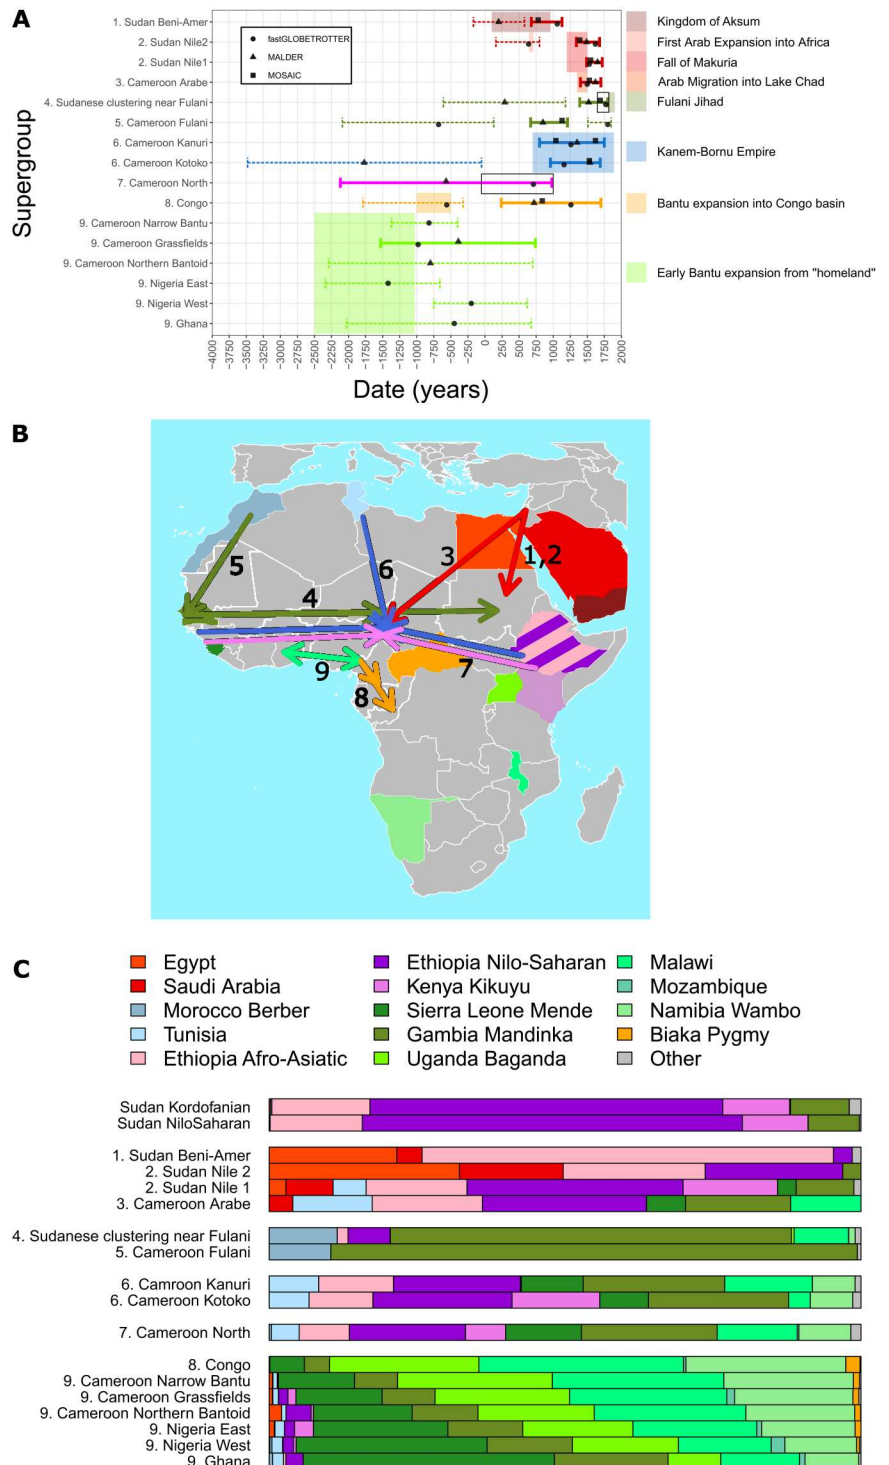 A
Supergroup
1. Sudan Beni-Amer
2. Sudan Nile2
2. Sudan Nile1
3. Cameroon Arabe
4. Sudanese clustering near Fulani
5. Cameroon Fulani
6. Cameroon Kanuri
6. Cameroon Kotoko
7. Cameroon North
8. Congo
9. Cameroon Narrow Bantu
9. Cameroon Grassfields
9. Cameroon Northern Bantoid
9. Nigeria East
9. Nigeria West
9. Ghana
fastGLOBETROTTER
MALDER
MOSAIC
Kingdom of Aksum
First Arab Expansion into Africa
Fall of Makuria
Arab Migration into Lake Chad
Fulani Jihad
Kanem-Bornu Empire
Bantu expansion into Congo basin
Early Bantu expansion from "homeland"
-4000 -3750 -3500 -3250 -3000 -2750 -2500 -2250 -2000 -1750 -1500 -1250 -1000 -750 -500 -250 0 250 500 750 1000 1250 1500 1750 2000
Date (years)
B
3 1,2
5 6
4
9 7
8
C
Egypt
Saudi Arabia
Morocco Berber
Tunisia
Ethiopia Afro-Asiatic
Ethiopia Nilo-Saharan
Kenya Kikuyu
Sierra Leone Mende
Gambia Mandinka
Uganda Baganda
Malawi
Mozambique
Namibia Wambo
Biaka Pygmy
Other
Sudan Kordofanian
Sudan NiloSaharan
1. Sudan Beni-Amer
2. Sudan Nile 2
2. Sudan Nile 1
3. Cameroon Arabe
4. Sudanese clustering near Fulani
5. Cameroon Fulani
6. Camroon Kanuri
6. Cameroon Kotoko
7. Cameroon North
8. Congo
9. Cameroon Narrow Bantu
9. Cameroon Grassfields
9. Cameroon Northern Bantoid
9. Nigeria East
9. Nigeria West
9. Ghana